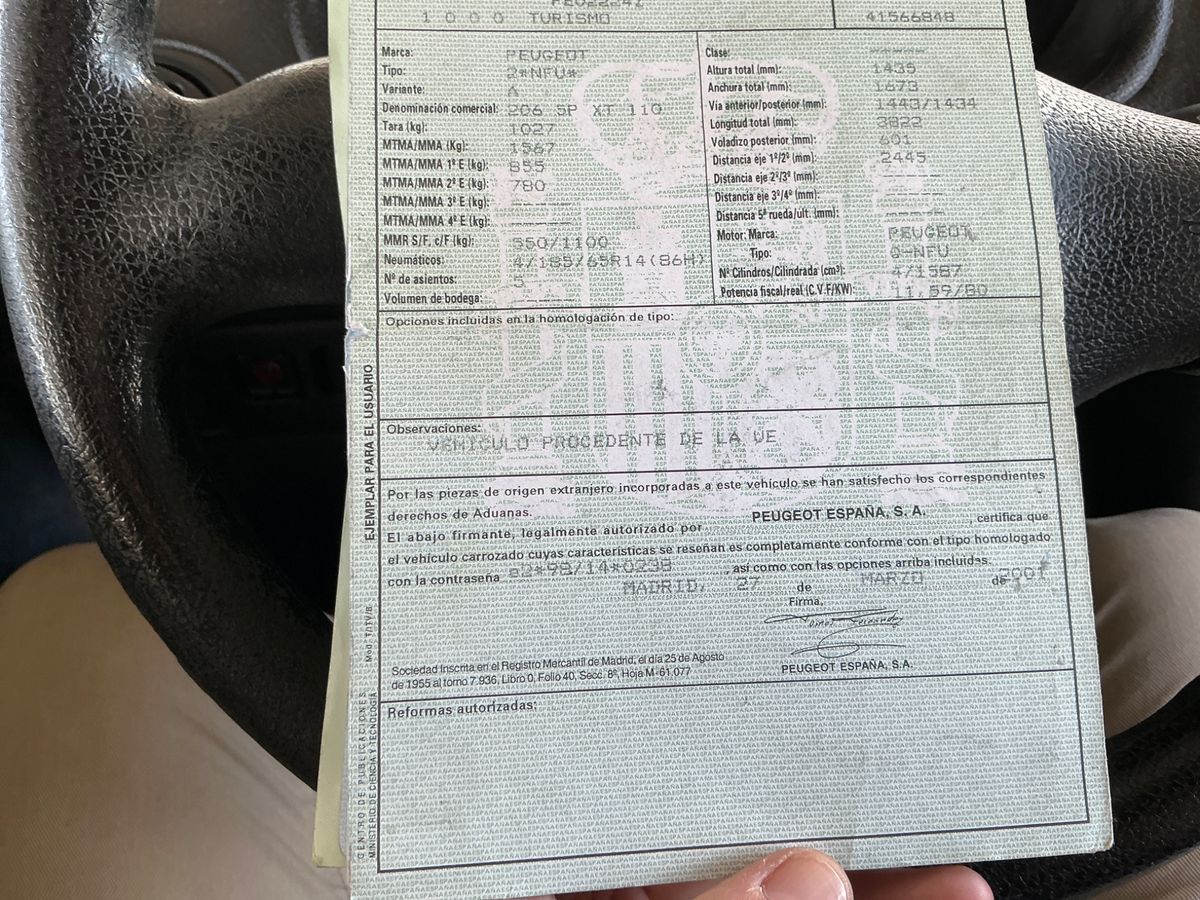 1000 TURISMO 41566848
Marca: PEUGEOT
Tipo: 2*NFU*
Variante: A
Denominación comercial: 206 5P XT 110
Tara (kg): 1027
MTMA/MMA (Kg): 1567
MTMA/MMA 1º E (kg): 855
MTMA/MMA 2º E (kg): 780
MTMA/MMA 3º E (kg): ------
MTMA/MMA 4º E (kg): ----
MMR S/F, c/F (kg): 550/1100
Neumáticos: 4/185/65R14(86H)
Nº de asientos: 5
Volumen de bodega: -----
Clase: -----
Altura total (mm): 1435
Anchura total (mm): 1673
Vía anterior/posterior (mm): 1443/1434
Longitud total (mm): 3822
Voladizo posterior (mm): 601
Distancia eje 1º/2º (mm): 2445
Distancia eje 2º/3º (mm): -----
Distancia eje 3º/4º (mm): -----
Distancia 5ª rueda/últ. (mm): -----
Motor: Marca: PEUGEOT
Tipo: G-NFU
Nº Cilindros/Cilindrada (cm³): 4/1587
Potencia fiscal/real (C.V.F/KW): 11,59/80
Opciones incluidas en la homologación de tipo:
Observaciones:
VEHICULO PROCEDENTE DE LA UE
Por las piezas de origen extranjero incorporadas a este vehículo se han satisfecho los correspondientes
derechos de Aduanas.
El abajo firmante, legalmente autorizado por PEUGEOT ESPAÑA, S. A. , certifica que
el vehículo carrozado cuyas características se reseñan es completamente conforme con el tipo homologado
con la contraseña e2*98/14*0238 así como con las opciones arriba incluidas.
MADRID, 27 de MARZO de 2001
Firma,
PEUGEOT ESPAÑA, S.A.
Sociedad Inscrita en el Registro Mercantil de Madrid, el día 25 de Agosto
de 1955 al tomo 7.936, Libro 0, Folio 40, Secc. 8ª, Hoja M-61.077
Reformas autorizadas:
EJEMPLAR PARA EL USUARIO
Mod. T/TV/B.
CENTRO DE PUBLICACIONES
MINISTERIO DE CIENCIA Y TECNOLOGÍA